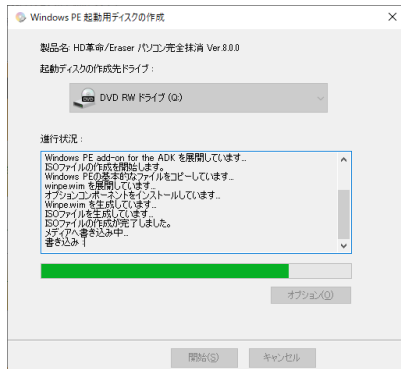 Windows PE 起動用ディスクの作成
製品名: HD革命/Eraser パソコン完全抹消 Ver.8.0.0
起動ディスクの作成先ドライブ :
DVD RW ドライブ (Q:)
進行状況 :
Windows PE add-on for the ADK を展開しています...
ISOファイルの作成を開始します。
Windows PEの基本的なファイルをコピーしています...
winpe.wim を展開しています...
オプションコンポーネントをインストールしています...
Winpe.wim を生成しています...
ISOファイルを生成しています...
ISOファイルの作成が完了しました。
メディアへ書き込み中...
書き込み :
オプション(O)
開始(S) キャンセル